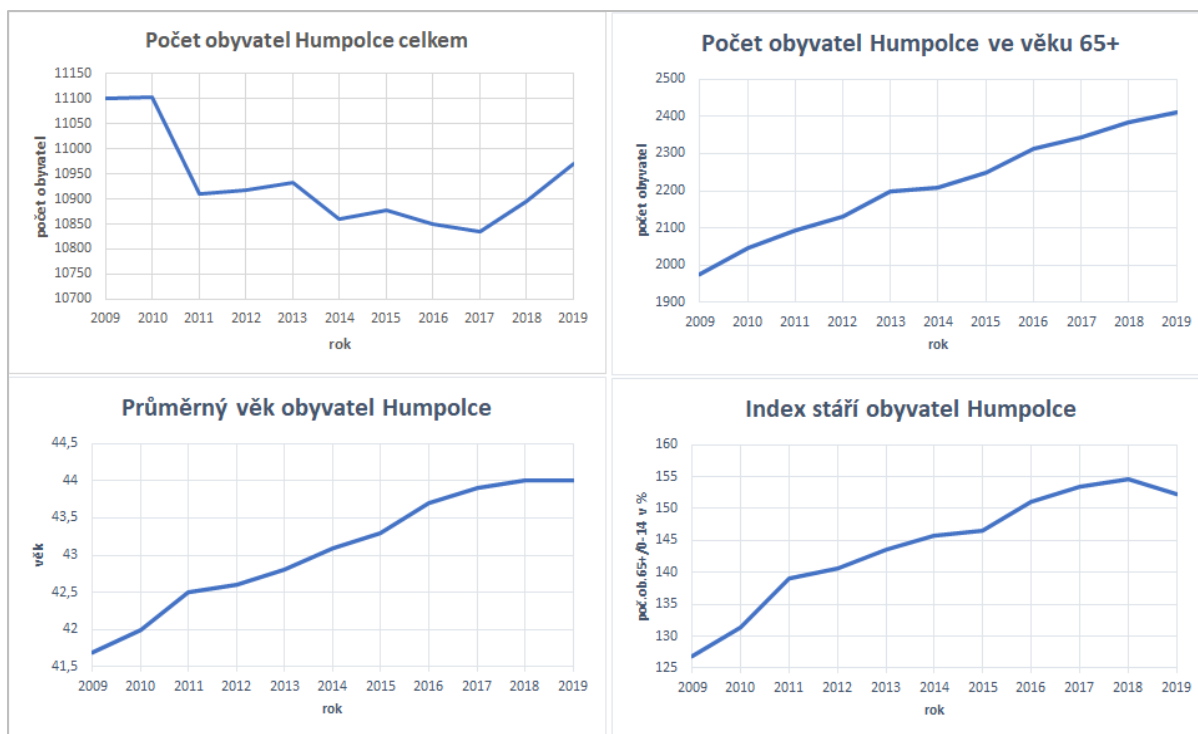 Počet obyvatel Humpolce celkem
počet obyvatel
11150
11100
11050
11000
10950
10900
10850
10800
10750
10700
2009 2010 2011 2012 2013 2014 2015 2016 2017 2018 2019
rok
Počet obyvatel Humpolce ve věku 65+
počet obyvatel
2500
2400
2300
2200
2100
2000
1900
2009 2010 2011 2012 2013 2014 2015 2016 2017 2018 2019
rok
Průměrný věk obyvatel Humpolce
věk
44,5
44
43,5
43
42,5
42
41,5
2009 2010 2011 2012 2013 2014 2015 2016 2017 2018 2019
rok
Index stáří obyvatel Humpolce
poč.ob.65+/0-14 v %
160
155
150
145
140
135
130
125
2009 2010 2011 2012 2013 2014 2015 2016 2017 2018 2019
rok